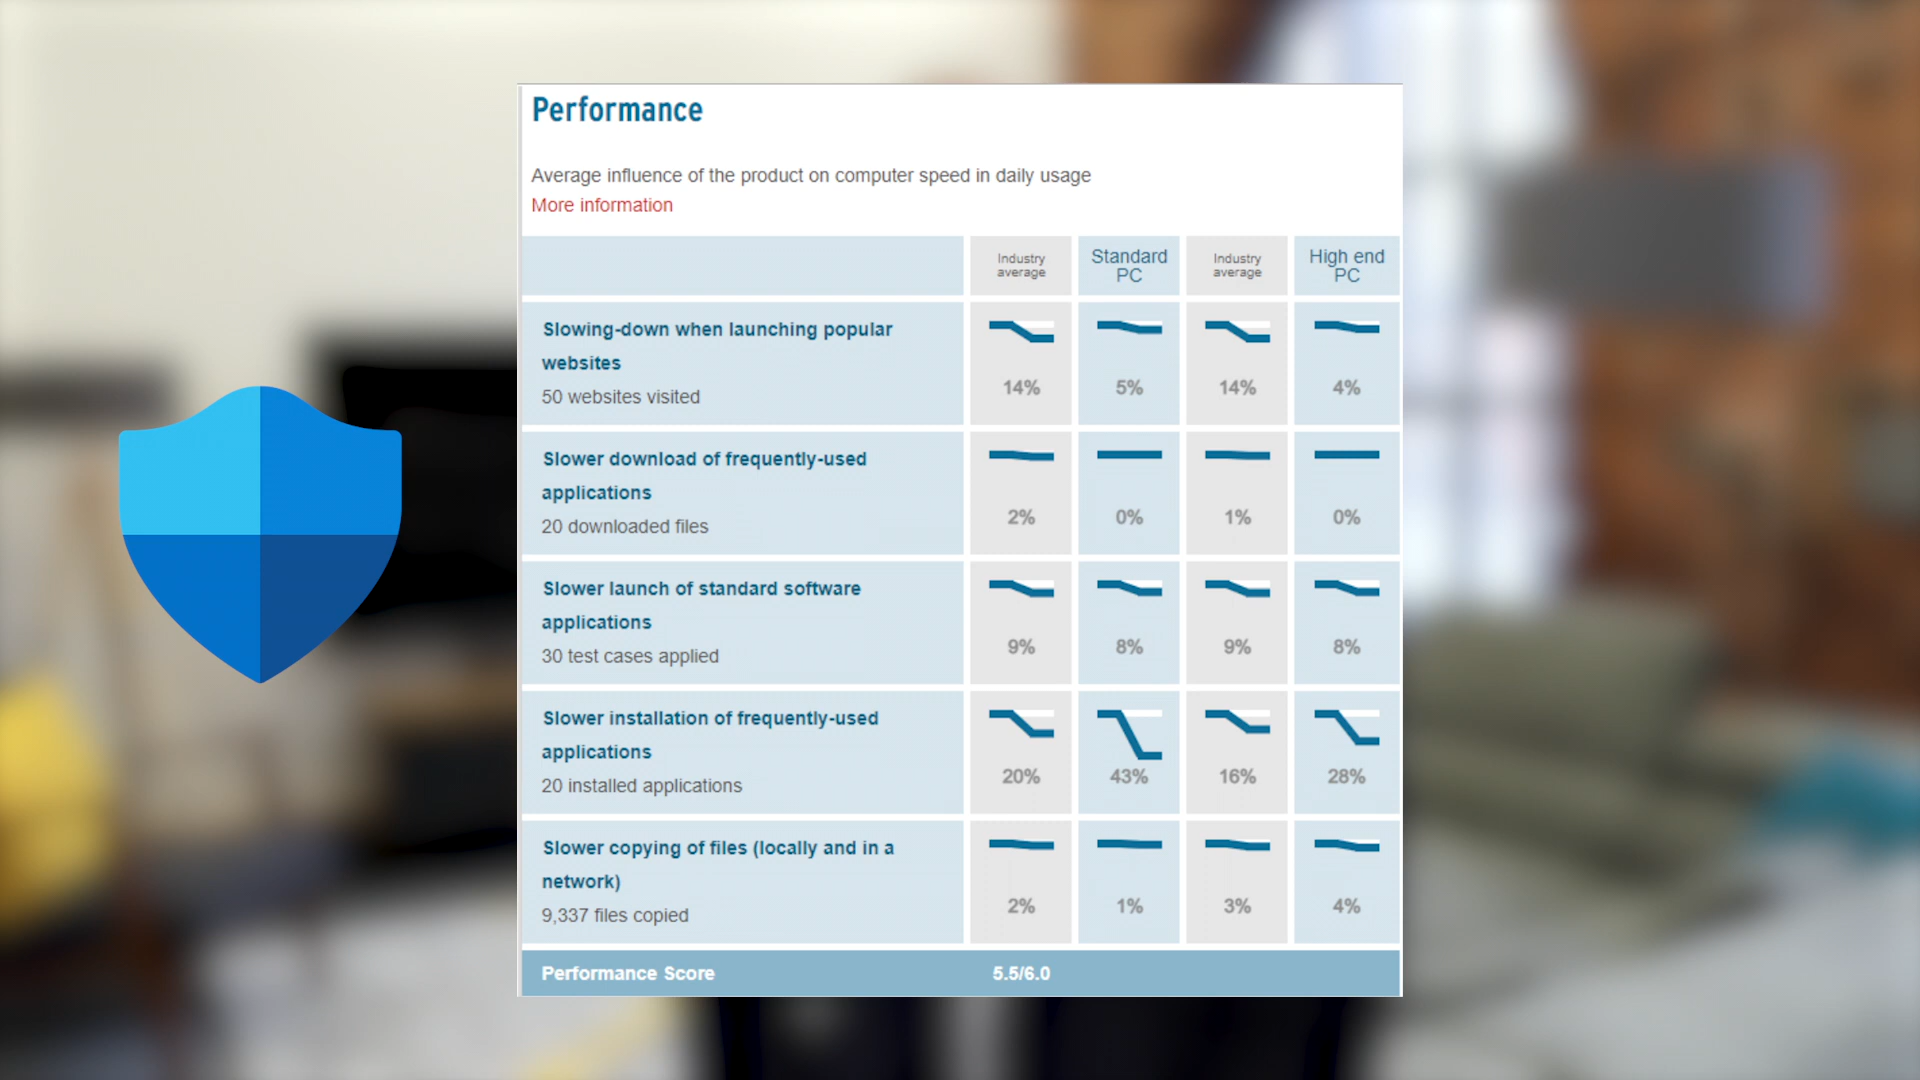 Performance
Average influence of the product on computer speed in daily usage
More information
Industry average
Standard PC
Industry average
High end PC
Slowing-down when launching popular
websites
50 websites visited
14%
5%
14%
4%
Slower download of frequently-used
applications
20 downloaded files
2%
0%
1%
0%
Slower launch of standard software
applications
30 test cases applied
9%
8%
9%
8%
Slower installation of frequently-used
applications
20 installed applications
20%
43%
16%
28%
Slower copying of files (locally and in a
network)
9,337 files copied
2%
1%
3%
4%
Performance Score 5.5/6.0